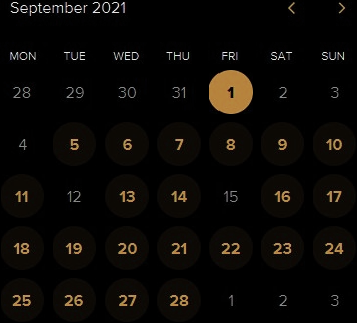 September 2021
MON TUE WED THU FRI SAT SUN
28 29 30 31 1 2 3
4 5 6 7 8 9 10
11 12 13 14 15 16 17
18 19 20 21 22 23 24
25 26 27 28 1 2 3